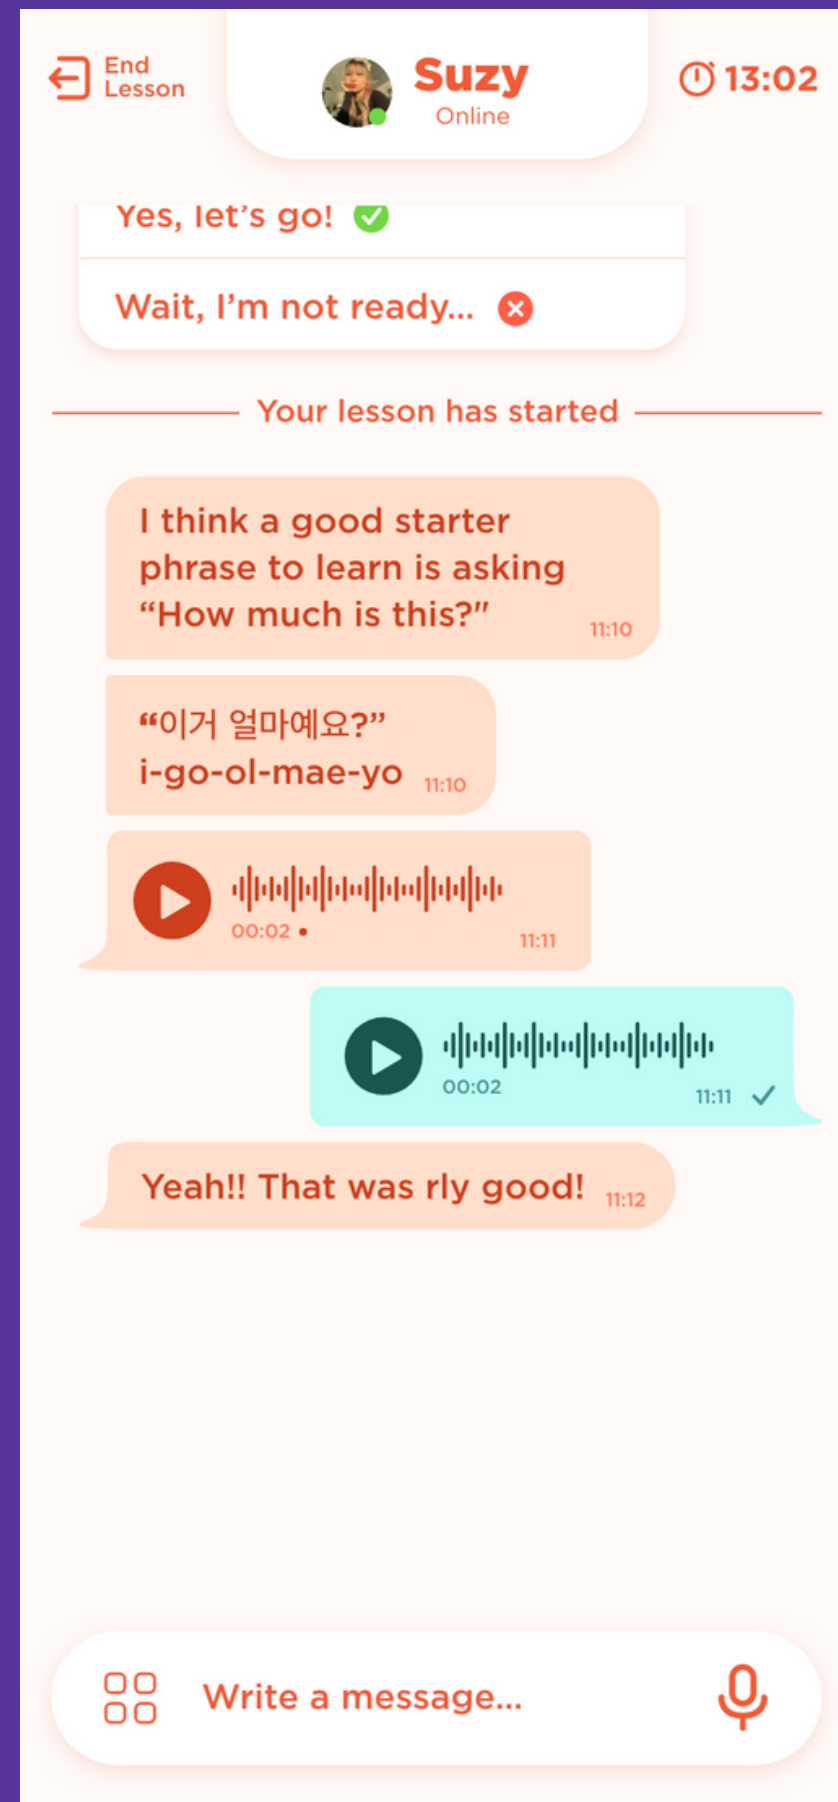 End
Lesson
Suzy
Online
13:02
Yes, let’s go!
Wait, I’m not ready...
Your lesson has started
I think a good starter
phrase to learn is asking
“How much is this?"
11:10
“이거 얼마예요?”
i-go-ol-mae-yo
11:10
00:02
11:11
00:02
11:11
Yeah!! That was rly good!
11:12
Write a message...